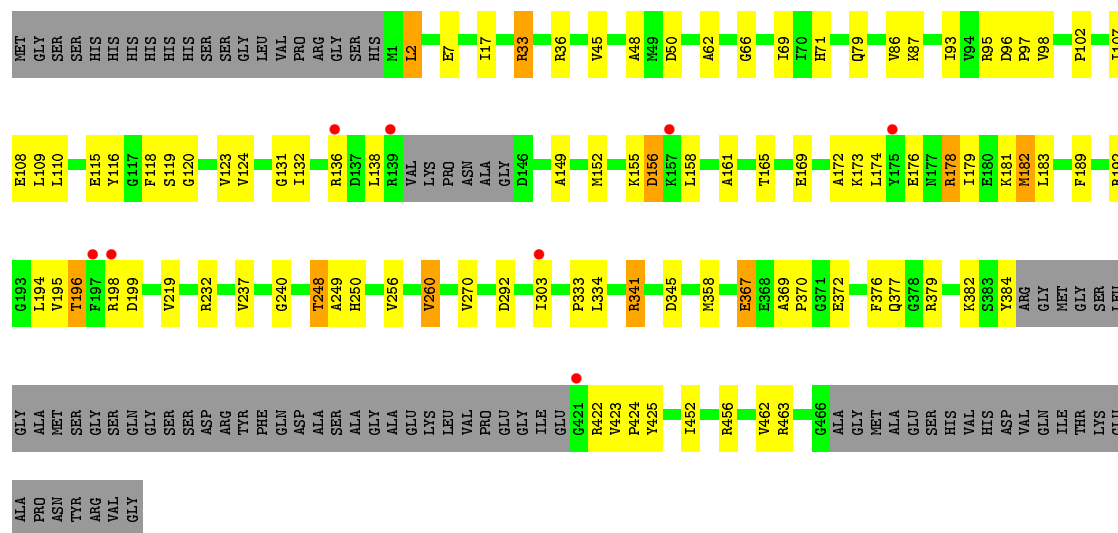 MET GLY SER SER HIS HIS HIS HIS HIS HIS SER SER GLY LEU VAL PRO ARG GLY SER HIS M1 L2 E7 I17 R33 R36 V45 A48 M49 D50 A62 G66 I69 I70 H71 Q79 V86 K87 I93 V94 R95 D96 P97 V98 P102
E108 L109 L110 E115 Y116 G117 F118 S119 G120 V123 V124 G131 I132 R136 D137 L138 R139 VAL LYS PRO ASN ALA GLY D146 A149 M152 K155 D156 K157 L158 A161 T165 E169 A172 K173 L174 Y175 E176 N177 R178 I179 E180 K181 M182 L183 F189 R192
G193 L194 V195 T196 F197 R198 D199 V219 R232 V237 G240 T248 A249 H250 V256 V260 V270 D292 I303 P333 L334 R341 D345 M358 E367 E368 A369 P370 G371 E372 F376 Q377 G378 R379 K382 S383 Y384 ARG GLY MET GLY SER LEU
GLY ALA MET SER GLY SER GLN GLY SER SER ASP ARG TYR PHE GLN ASP ALA SER ALA GLY ALA GLU LYS LEU VAL PRO GLU GLY ILE GLU G421 R422 V423 P424 Y425 I452 R456 V462 R463 G466 ALA GLY MET ALA GLU SER HIS VAL HIS ASP VAL GLN ILE THR LYS GLU
ALA PRO ASN TYR ARG VAL GLY